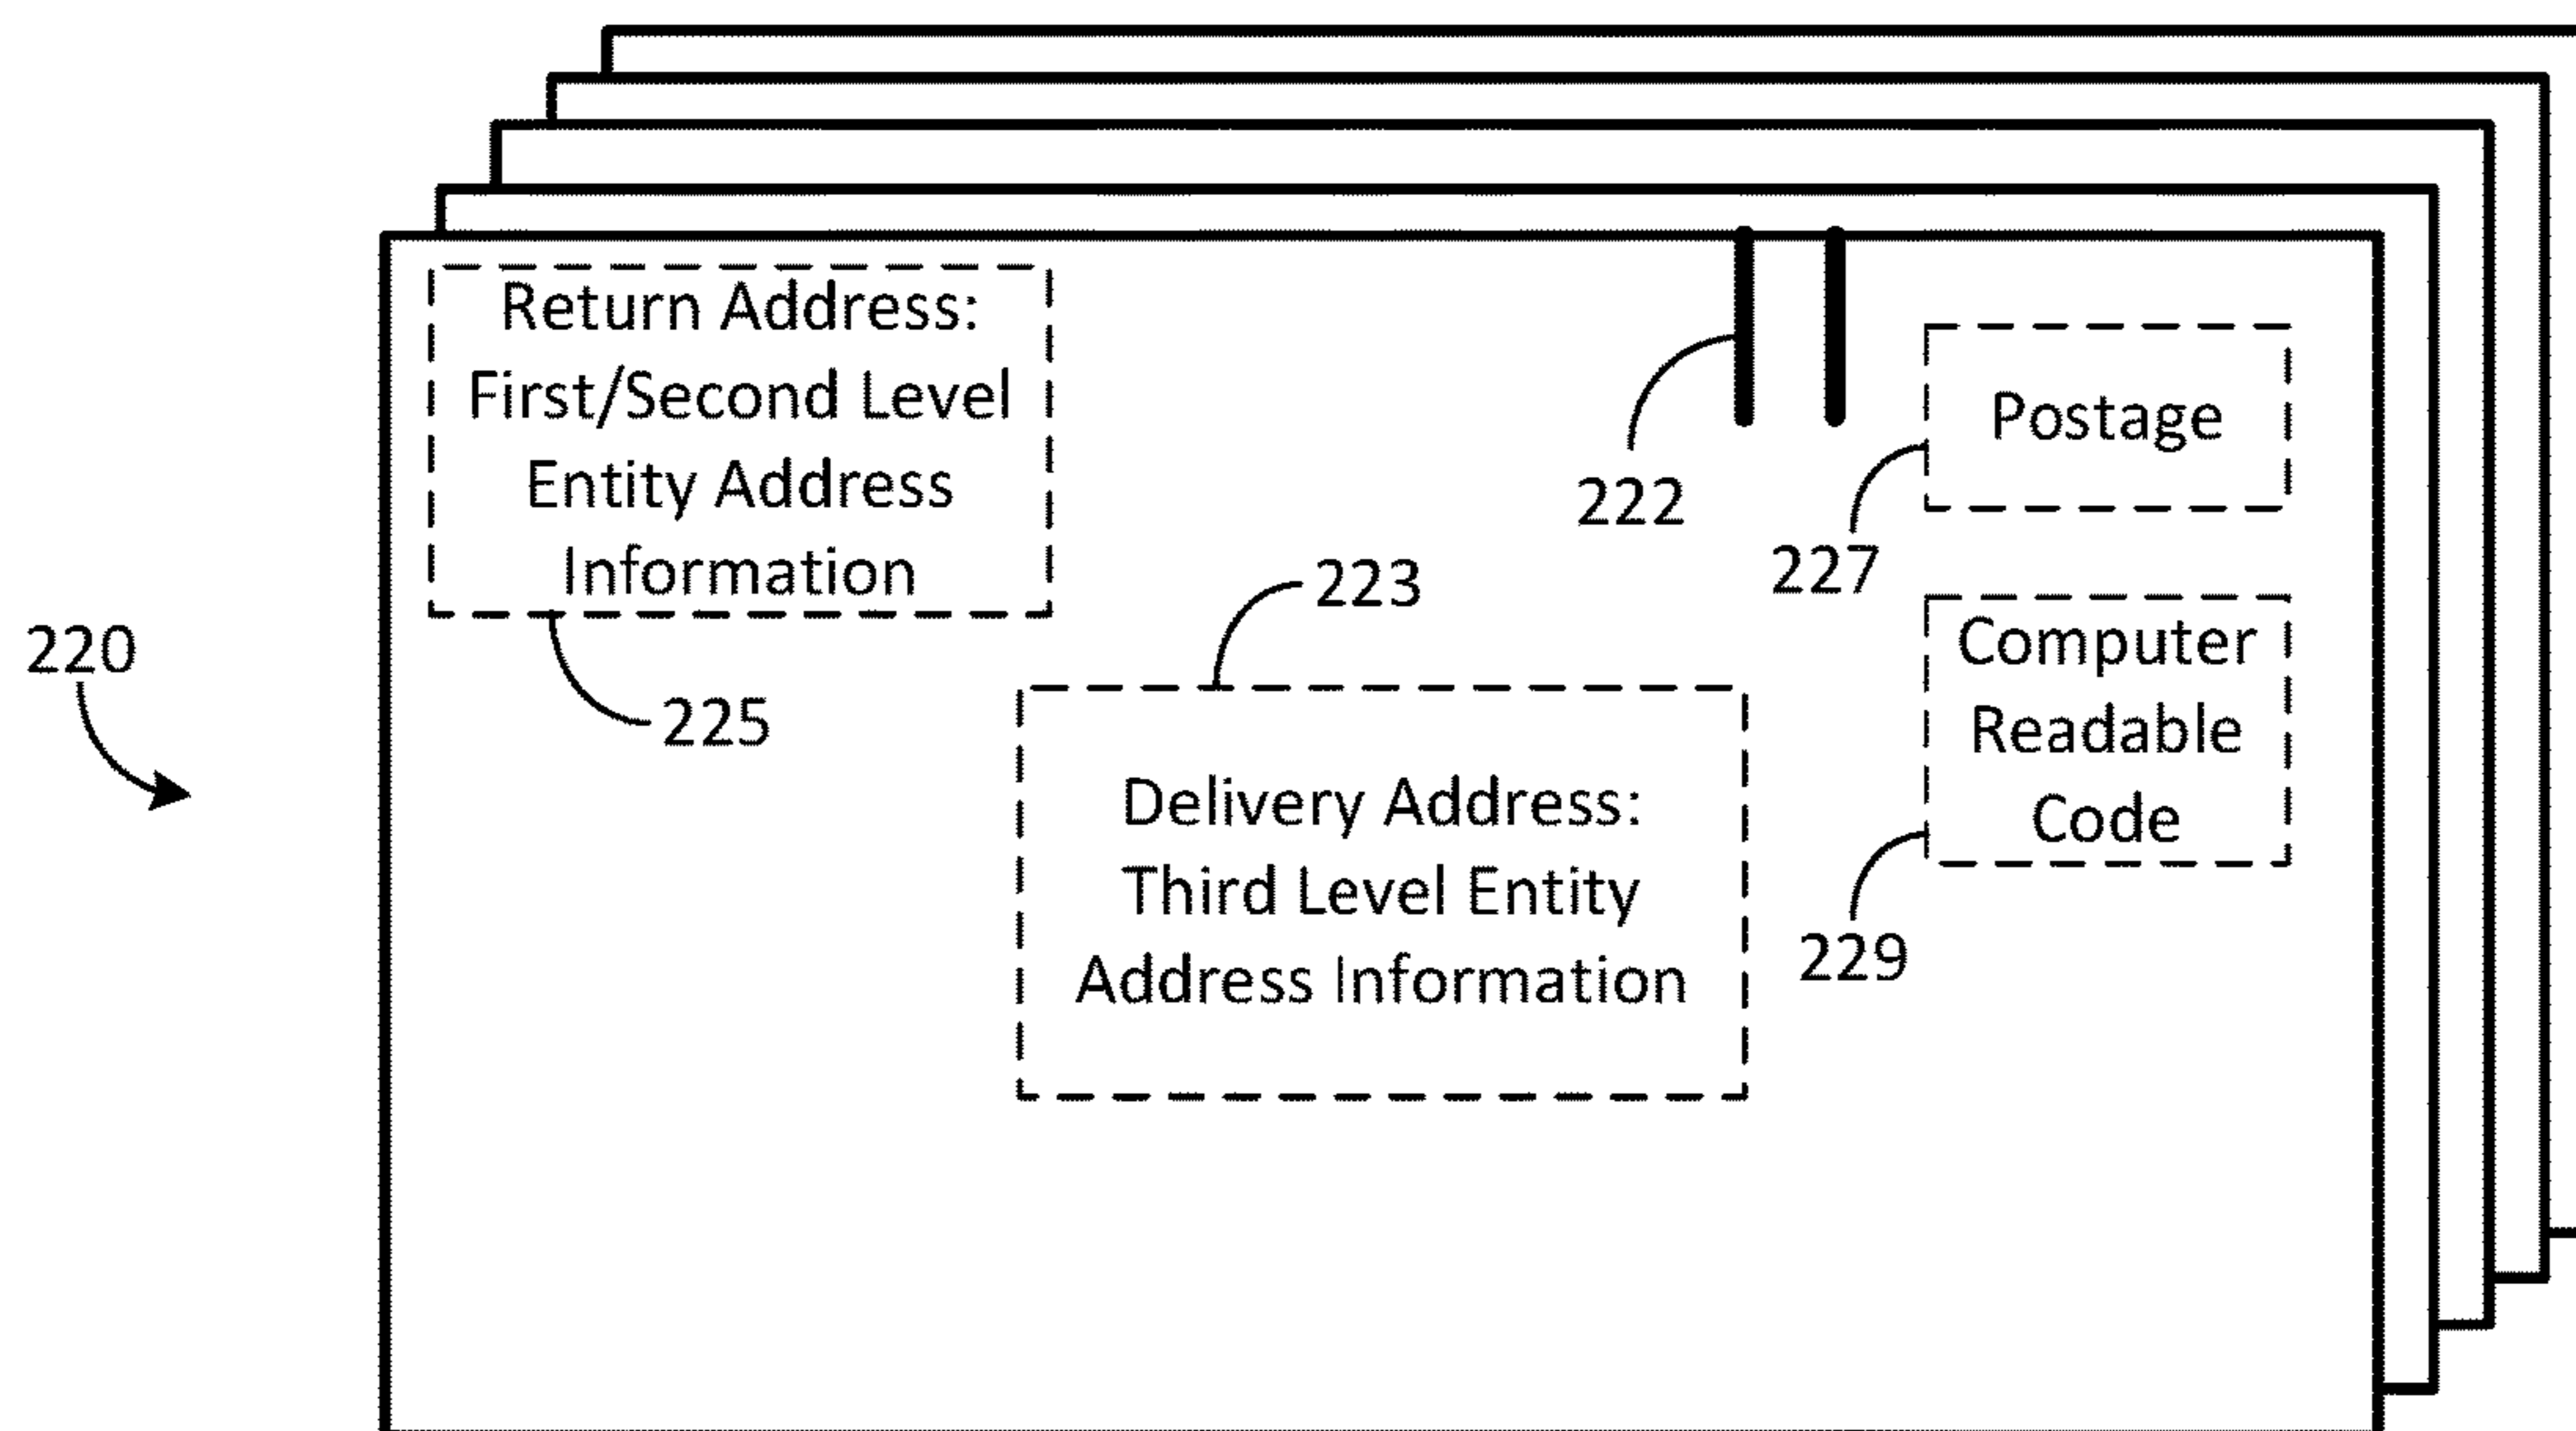 Return Address:
First/Second Level
Entity Address
Information
222
Postage
227
223
220
225
Computer
Readable
Code
229
Delivery Address:
Third Level Entity
Address Information